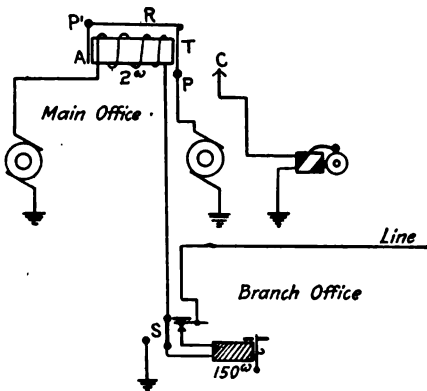 P' R
A T
2ω P C
Main Office
Line
Branch Office
S
150ω